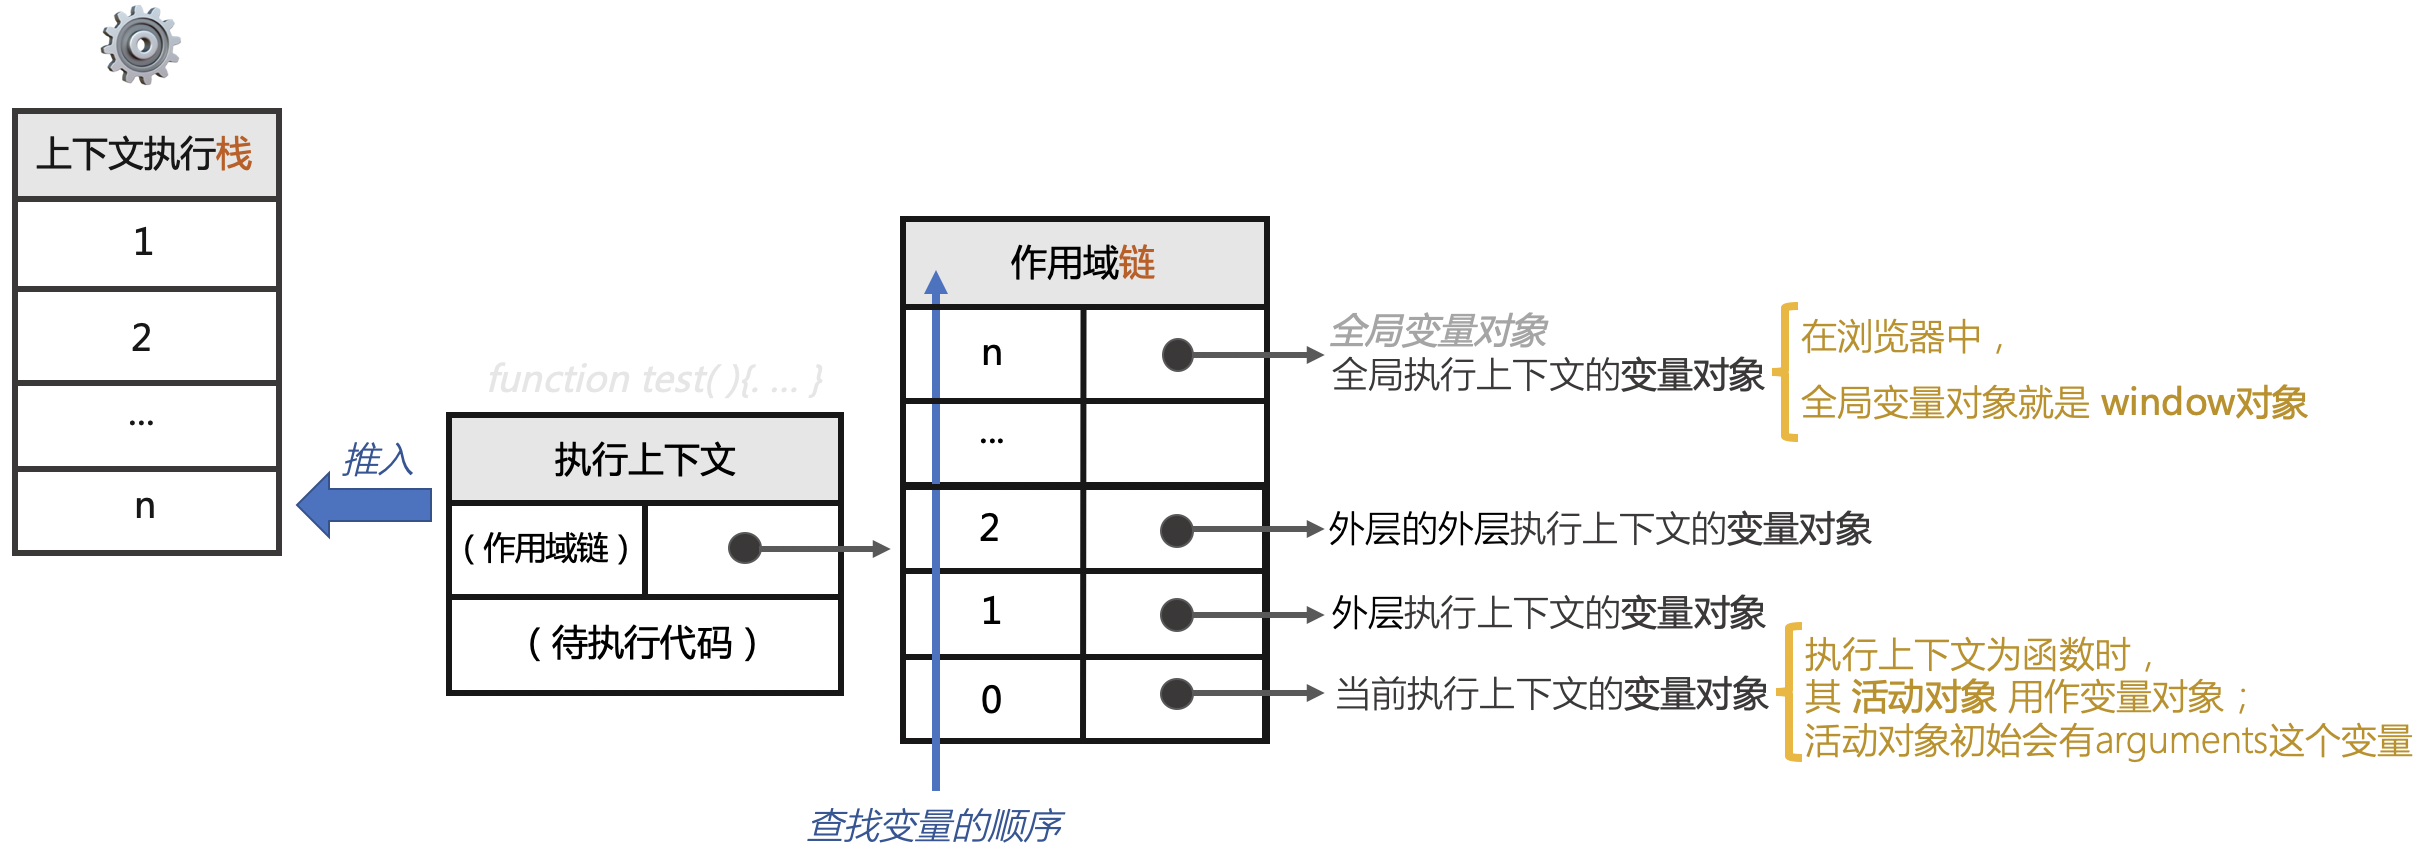 上下文执行栈
1
2
...
n
推入
function test( ){. ... }
执行上下文
（作用域链）
（待执行代码）
作用域链
n
...
2
1
0
查找变量的顺序
全局变量对象
全局执行上下文的变量对象
在浏览器中，
全局变量对象就是 window对象
外层的外层执行上下文的变量对象
外层执行上下文的变量对象
当前执行上下文的变量对象
执行上下文为函数时，
其 活动对象 用作变量对象；
活动对象初始会有arguments这个变量